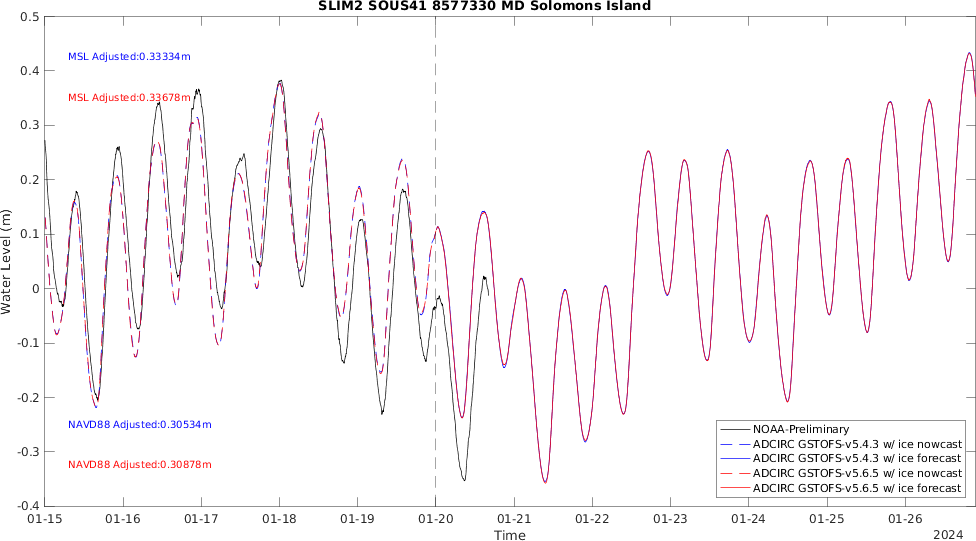 SLIM2 SOUS41 8577330 MD Solomons Island
0.5
0.4
0.3
0.2
0.1
0
-0.1
-0.2
-0.3
-0.4
Water Level (m)
MSL Adjusted:0.33334m
MSL Adjusted:0.33678m
NAVD88 Adjusted:0.30534m
NAVD88 Adjusted:0.30878m
NOAA-Preliminary
ADCIRC GSTOFS-v5.4.3 w/ ice nowcast
ADCIRC GSTOFS-v5.4.3 w/ ice forecast
ADCIRC GSTOFS-v5.6.5 w/ ice nowcast
ADCIRC GSTOFS-v5.6.5 w/ ice forecast
01-15 01-16 01-17 01-18 01-19 01-20 01-21 01-22 01-23 01-24 01-25 01-26
Time
2024